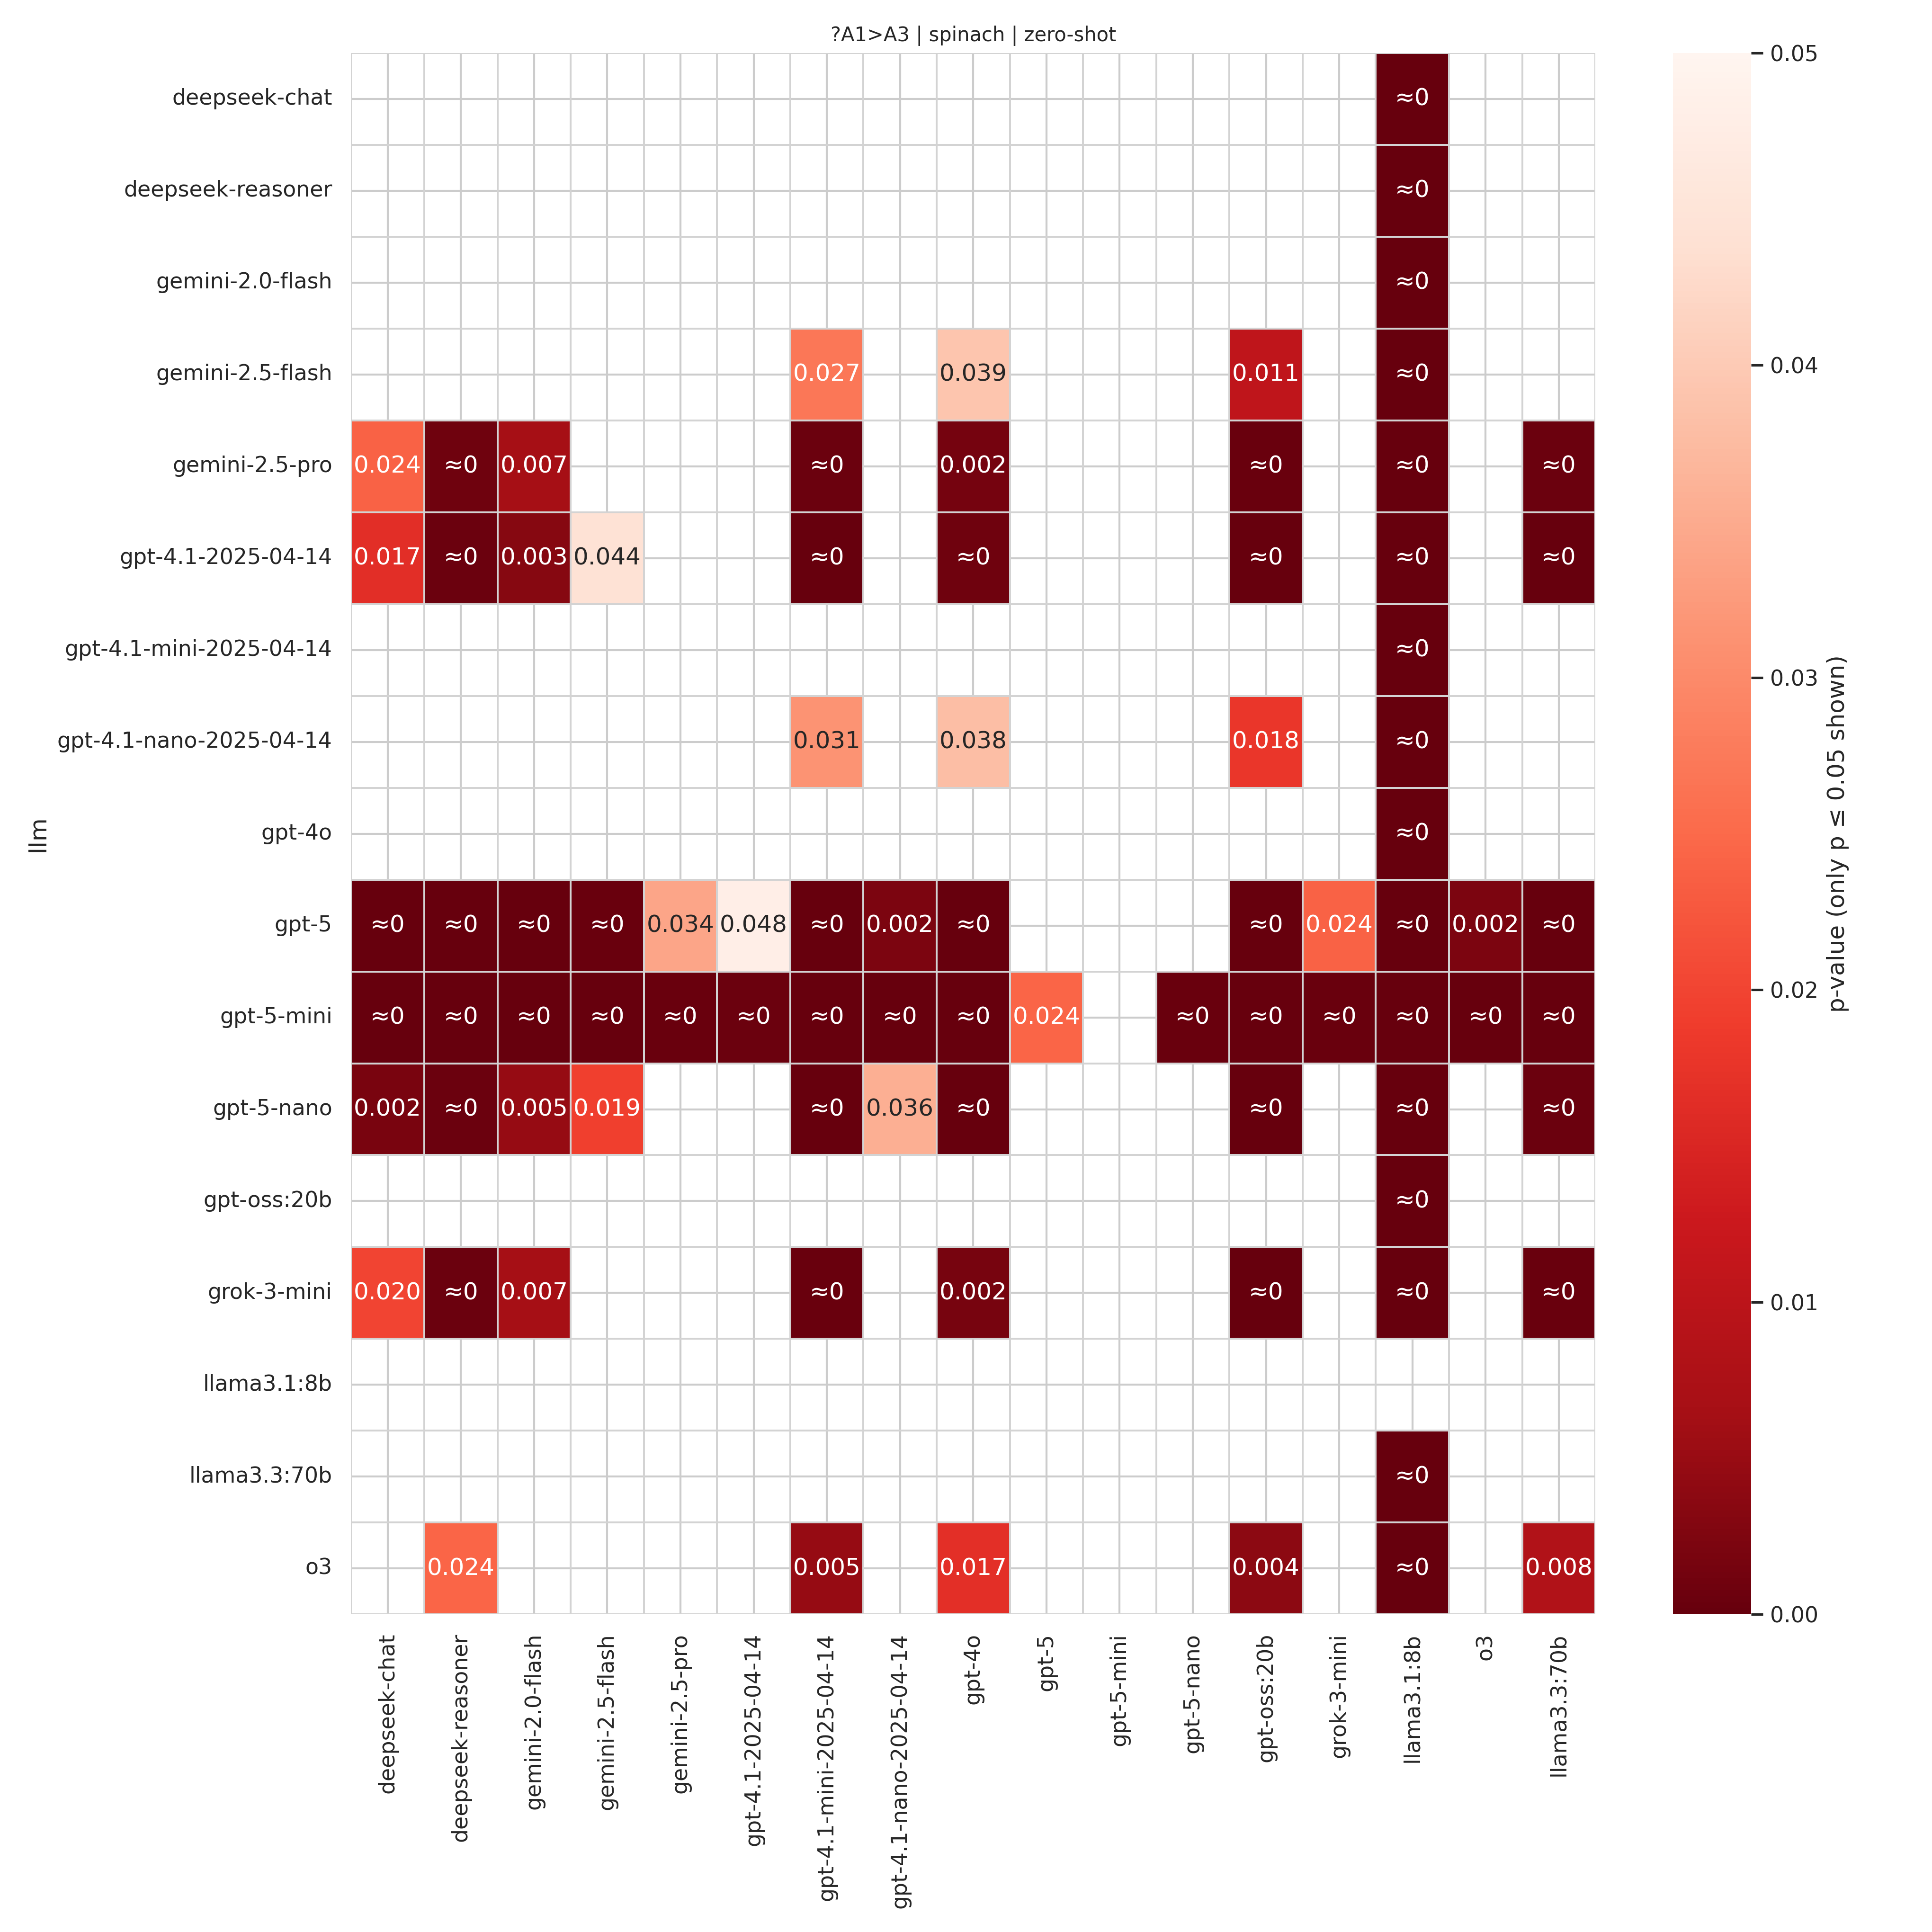 ?A1>A3 | spinach | zero-shot
deepseek-chat ≈0
deepseek-reasoner ≈0
gemini-2.0-flash ≈0
gemini-2.5-flash 0.027 0.039 0.011 ≈0
gemini-2.5-pro 0.024 ≈0 0.007 ≈0 0.002 ≈0 ≈0 ≈0
gpt-4.1-2025-04-14 0.017 ≈0 0.003 0.044 ≈0 ≈0 ≈0 ≈0 ≈0
gpt-4.1-mini-2025-04-14 ≈0
gpt-4.1-nano-2025-04-14 0.031 0.038 0.018 ≈0
gpt-4o ≈0
gpt-5 ≈0 ≈0 ≈0 ≈0 0.034 0.048 ≈0 0.002 ≈0 ≈0 0.024 ≈0 0.002 ≈0
gpt-5-mini ≈0 ≈0 ≈0 ≈0 ≈0 ≈0 ≈0 ≈0 ≈0 0.024 ≈0 ≈0 ≈0 ≈0 ≈0 ≈0
gpt-5-nano 0.002 ≈0 0.005 0.019 ≈0 0.036 ≈0 ≈0 ≈0 ≈0
gpt-oss:20b ≈0
grok-3-mini 0.020 ≈0 0.007 ≈0 0.002 ≈0 ≈0 ≈0
llama3.1:8b
llama3.3:70b ≈0
o3 0.024 0.005 0.017 0.004 ≈0 0.008
llm
deepseek-chat
deepseek-reasoner
gemini-2.0-flash
gemini-2.5-flash
gemini-2.5-pro
gpt-4.1-2025-04-14
gpt-4.1-mini-2025-04-14
gpt-4.1-nano-2025-04-14
gpt-4o
gpt-5
gpt-5-mini
gpt-5-nano
gpt-oss:20b
grok-3-mini
llama3.1:8b
o3
llama3.3:70b
0.05
0.04
0.03
0.02
0.01
0.00
p-value (only p ≤ 0.05 shown)